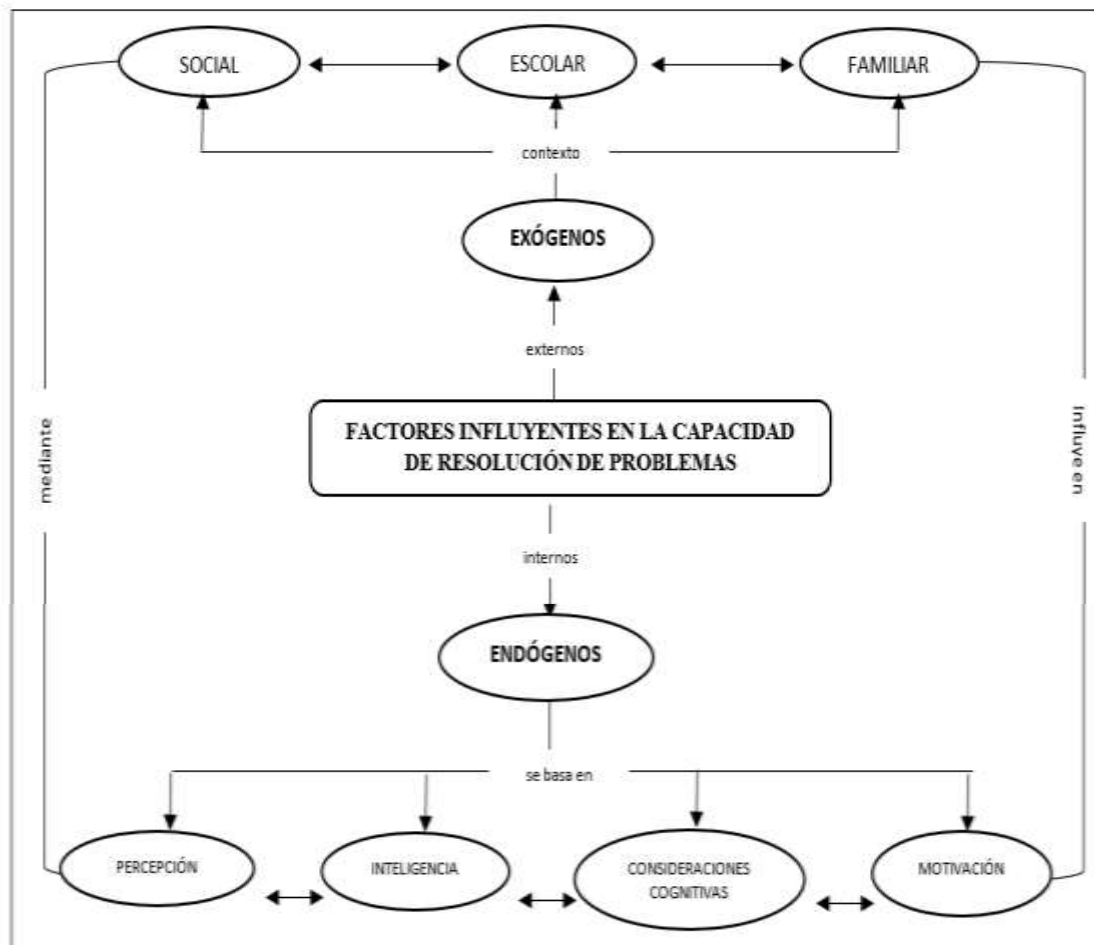 SOCIAL
ESCOLAR
FAMILIAR
contexto
EXÓGENOS
externos
FACTORES INFLUYENTES EN LA CAPACIDAD
DE RESOLUCIÓN DE PROBLEMAS
mediante
Influye en
internos
ENDÓGENOS
se basa en
PERCEPCIÓN
INTELIGENCIA
CONSIDERACIONES
COGNITIVAS
MOTIVACIÓN